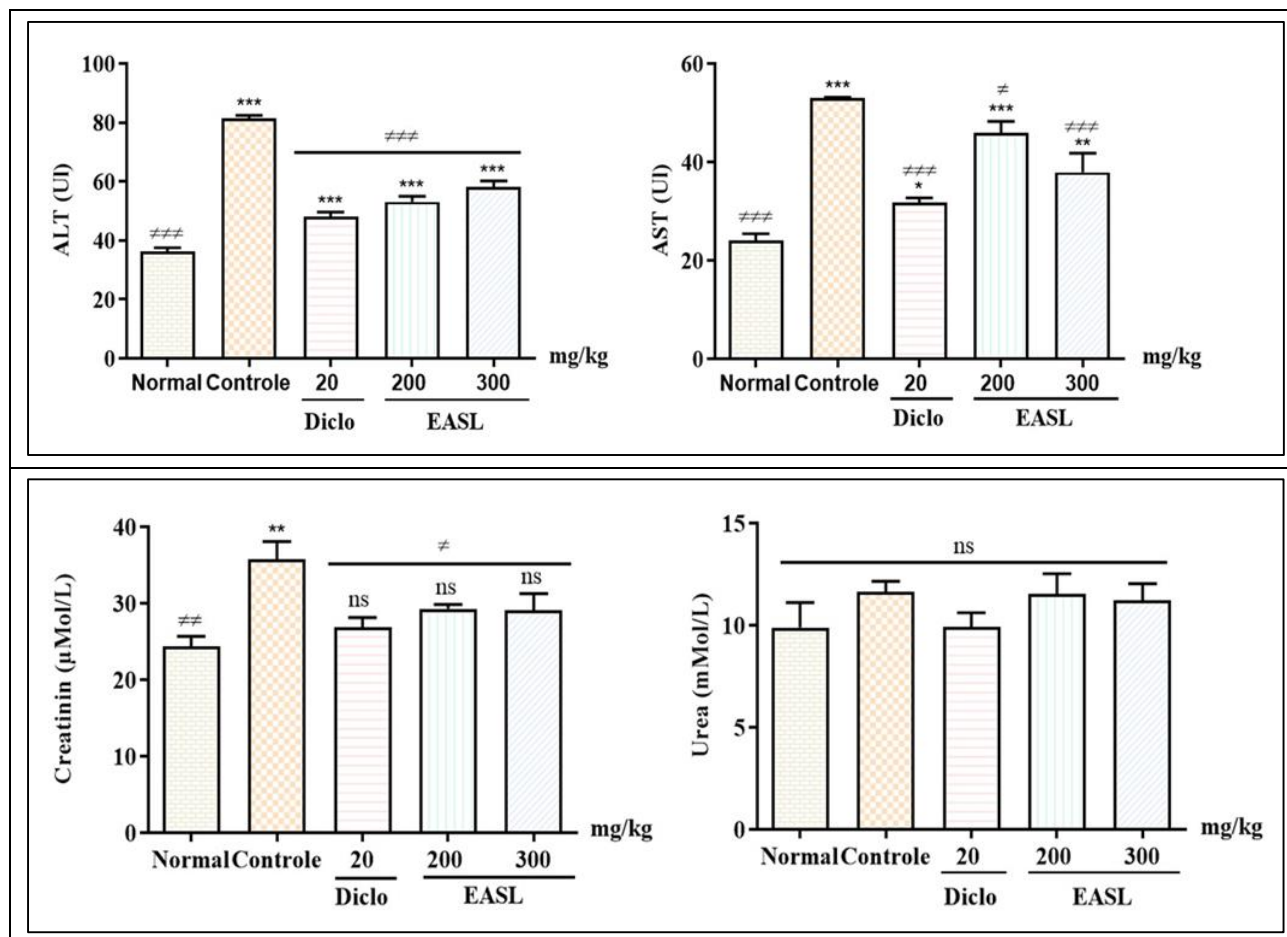 ALT (UI)
100
80
60
40
20
0
≠≠≠
***
≠≠≠
***
***
***
Normal Controle 20 200 300 mg/kg
Diclo EASL
AST (UI)
60
40
20
0
≠≠≠
***
≠≠≠
*
≠
***
≠≠≠
**
Normal Controle 20 200 300 mg/kg
Diclo EASL
Creatinin (µMol/L)
40
30
20
10
0
≠≠
**
≠
ns
ns
ns
Normal Controle 20 200 300 mg/kg
Diclo EASL
Urea (mMol/L)
15
10
5
0
ns
Normal Controle 20 200 300 mg/kg
Diclo EASL